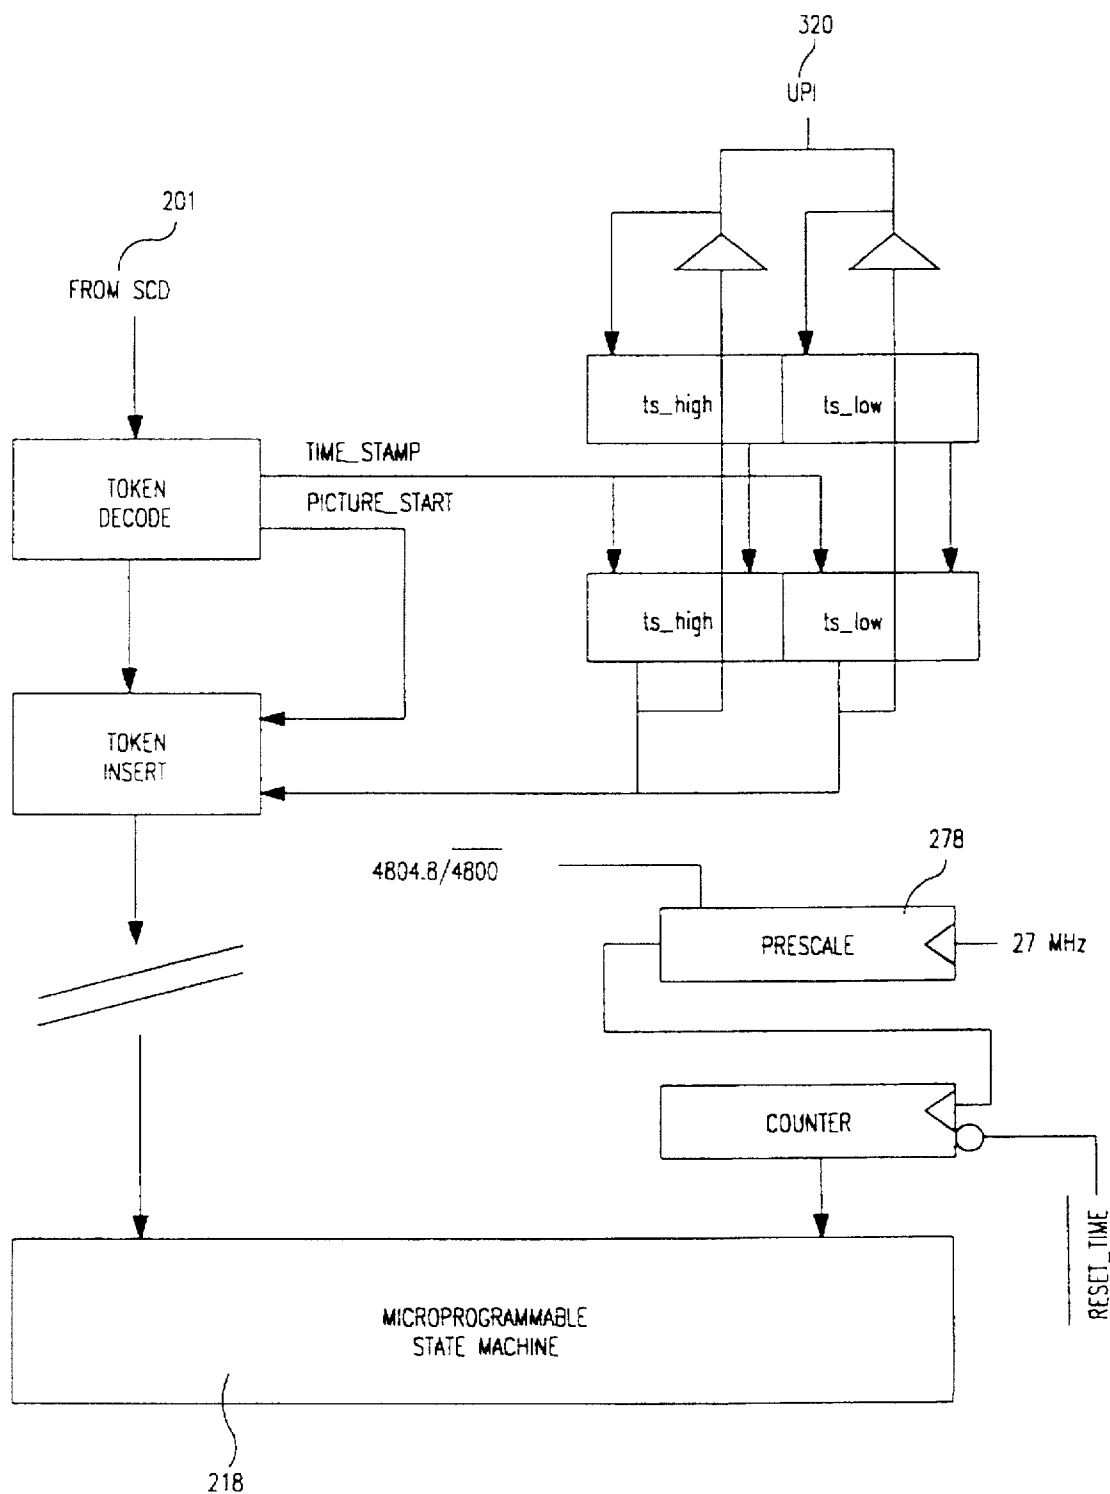 320
UPI
201
FROM SCD
ts_high
ts_low
TIME_STAMP
TOKEN
DECODE
PICTURE_START
ts_high
ts_low
TOKEN
INSERT
4804.8/4800
278
PRESCALE
27 MHz
COUNTER
RESET_TIME
MICROPROGRAMMABLE
STATE MACHINE
218